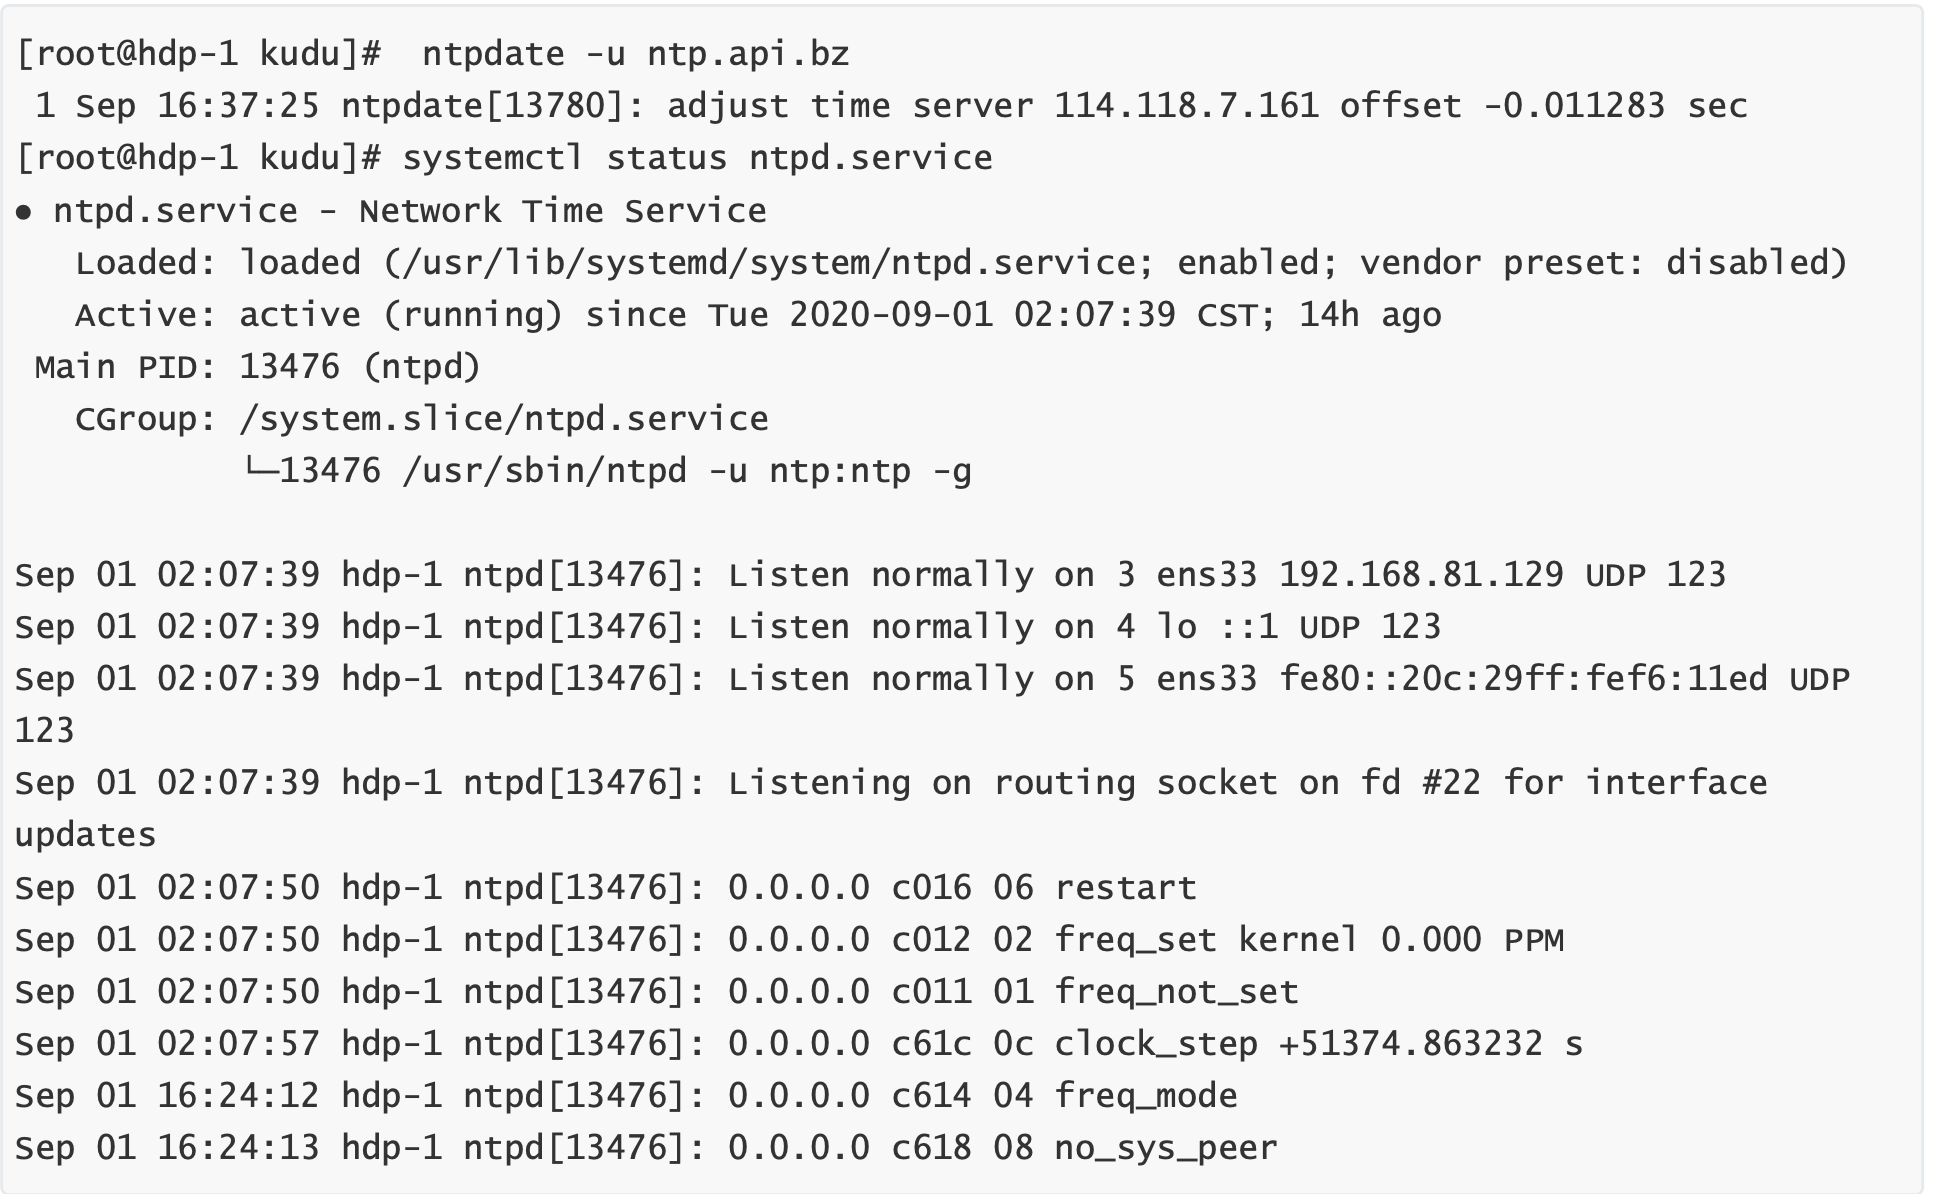 [root@hdp-1 kudu]#  ntpdate -u ntp.api.bz
 1 Sep 16:37:25 ntpdate[13780]: adjust time server 114.118.7.161 offset -0.011283 sec
[root@hdp-1 kudu]# systemctl status ntpd.service
● ntpd.service - Network Time Service
   Loaded: loaded (/usr/lib/systemd/system/ntpd.service; enabled; vendor preset: disabled)
   Active: active (running) since Tue 2020-09-01 02:07:39 CST; 14h ago
 Main PID: 13476 (ntpd)
   CGroup: /system.slice/ntpd.service
           └─13476 /usr/sbin/ntpd -u ntp:ntp -g

Sep 01 02:07:39 hdp-1 ntpd[13476]: Listen normally on 3 ens33 192.168.81.129 UDP 123
Sep 01 02:07:39 hdp-1 ntpd[13476]: Listen normally on 4 lo ::1 UDP 123
Sep 01 02:07:39 hdp-1 ntpd[13476]: Listen normally on 5 ens33 fe80::20c:29ff:fef6:11ed UDP
123
Sep 01 02:07:39 hdp-1 ntpd[13476]: Listening on routing socket on fd #22 for interface
updates
Sep 01 02:07:50 hdp-1 ntpd[13476]: 0.0.0.0 c016 06 restart
Sep 01 02:07:50 hdp-1 ntpd[13476]: 0.0.0.0 c012 02 freq_set kernel 0.000 PPM
Sep 01 02:07:50 hdp-1 ntpd[13476]: 0.0.0.0 c011 01 freq_not_set
Sep 01 02:07:57 hdp-1 ntpd[13476]: 0.0.0.0 c61c 0c clock_step +51374.863232 s
Sep 01 16:24:12 hdp-1 ntpd[13476]: 0.0.0.0 c614 04 freq_mode
Sep 01 16:24:13 hdp-1 ntpd[13476]: 0.0.0.0 c618 08 no_sys_peer